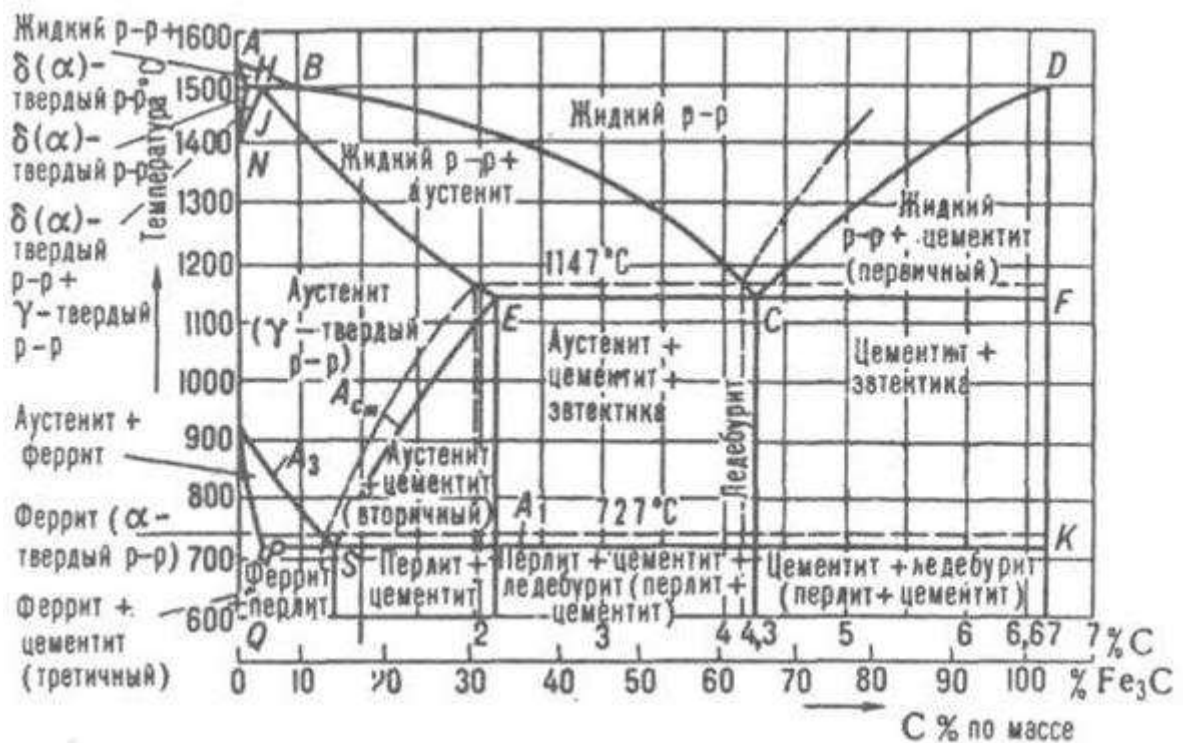 Жидкий р-р+
δ(α)-
твердый р-р
δ(α)-
твердый р-р
δ(α)-
твердый
р-р+
γ-твердый
р-р
Аустенит +
феррит
Феррит (α-
твердый р-р)
Феррит +
цементит
(третичный)
Температура °C
1600
1500
1400
1300
1200
1100
1000
900
800
700
600
A
H
B
J
N
D
Жидкий р-р
Жидкий р-р+
аустенит
Жидкий
р-р+ цементит
(первичный)
1147°C
Аустенит
(γ-твердый
р-р)
E
C
F
Аустенит +
цементит +
эвтектика
Цементит +
эвтектика
Aст
Ледебурит
A3
Аустенит
+цементит
(вторичный)
A1
727°C
K
P
S
Феррит
перлит
Перлит +
цементит
Перлит + цементит +
ледебурит (перлит +
цементит)
Цементит + ледебурит
(перлит+ цементит)
Q
1 2 3 4 4,3 5 6 6,67 7 %C
0 10 20 30 40 50 60 70 80 90 100 % Fe₃C
C % по массе